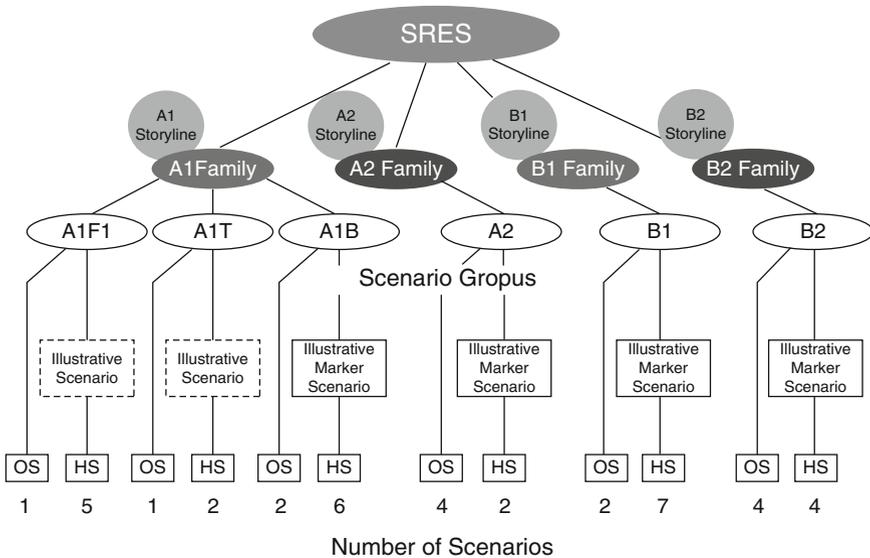 SRES
A1
Storyline
A2
Storyline
B1
Storyline
B2
Storyline
A1Family
A2 Family
B1 Family
B2 Family
A1F1
A1T
A1B
A2
B1
B2
Scenario Gropus
Illustrative
Scenario
Illustrative
Scenario
Illustrative
Marker
Scenario
Illustrative
Marker
Scenario
Illustrative
Marker
Scenario
Illustrative
Marker
Scenario
OS HS OS HS OS HS OS HS OS HS OS HS
1 5 1 2 2 6 4 2 2 7 4 4
Number of Scenarios